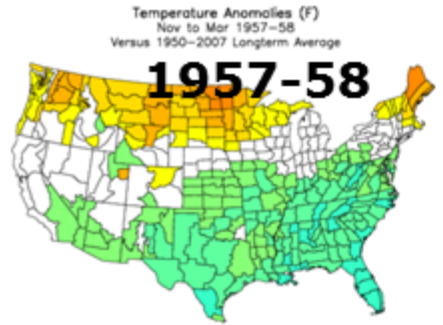 Temperature Anomalies (F)
Nov to Mar 1957-58
Versus 1950-2007 Longterm Average
1957-58